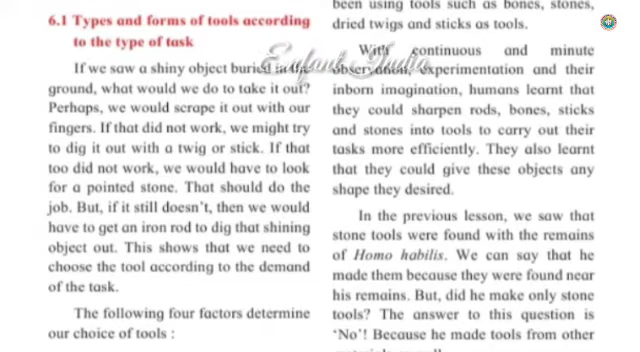 6.1 Types and forms of tools according
to the type of task
If we saw a shiny object buried in the
ground, what would we do to take it out?
Perhaps, we would scrape it out with our
fingers. If that did not work, we might try
to dig it out with a twig or stick. If that
too did not work, we would have to look
for a pointed stone. That should do the
job. But, if it still doesn't, then we would
have to get an iron rod to dig that shining
object out. This shows that we need to
choose the tool according to the demand
of the task.
The following four factors determine
our choice of tools :
been using tools such as bones, stones,
dried twigs and sticks as tools.
With continuous and minute
observation, experimentation and their
inborn imagination, humans learnt that
they could sharpen rods, bones, sticks
and stones into tools to carry out their
tasks more efficiently. They also learnt
that they could give these objects any
shape they desired.
In the previous lesson, we saw that
stone tools were found with the remains
of Homo habilis. We can say that he
made them because they were found near
his remains. But, did he make only stone
tools? The answer to this question is
'No'! Because he made tools from other
Enfant India